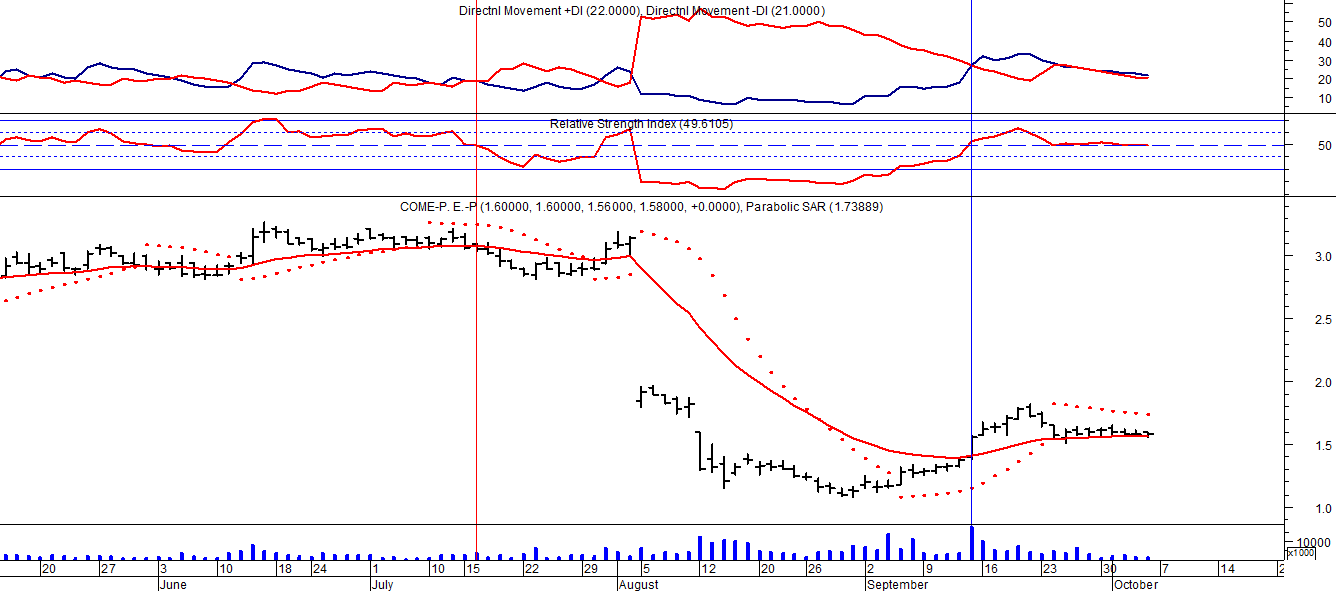 Directnl Movement +DI (22.0000), Directnl Movement -DI (21.0000)
50
40
30
20
10
Relative Strength Index (49.6105)
50
COME-P. E.-P (1.60000, 1.60000, 1.56000, 1.58000, +0.0000), Parabolic SAR (1.73889)
3.0
2.5
2.0
1.5
1.0
10000
x1000
20 27 3 10 18 24 1 10 15 22 29 5 12 20 26 2 9 16 23 30 7 14 2
June July August September October